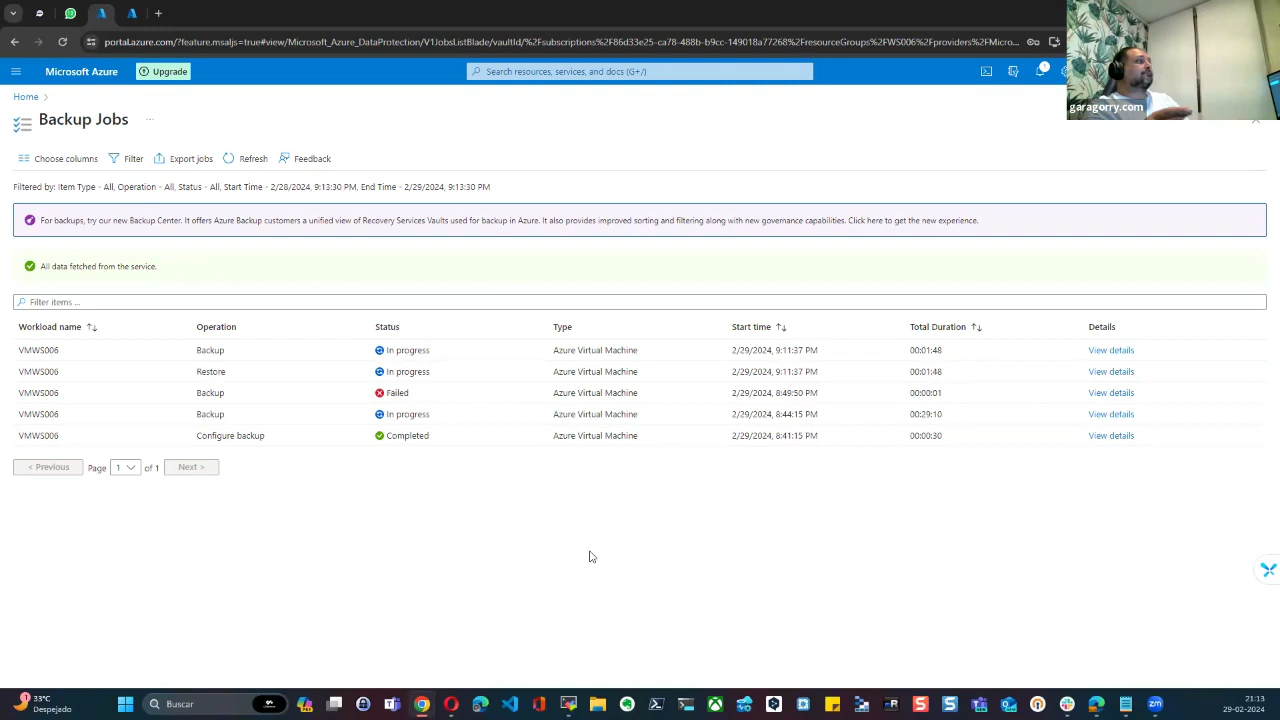 portal.azure.com/?feature.msaljs=true#view/Microsoft_Azure_DataProtection/V1JobsListBlade/vaultId/%2Fsubscriptions%2F86d33e25-ca78-488b-b9cc-149018a77268%2FresourceGroups%2FWS006%2Fproviders%2FMicro...
Microsoft Azure
Upgrade
Search resources, services, and docs (G+/)
1
garagorry.com
Home
Backup Jobs
...
Choose columns
Filter
Export jobs
Refresh
Feedback
Filtered by: Item Type - All, Operation - All, Status - All, Start Time - 2/28/2024, 9:13:30 PM, End Time - 2/29/2024, 9:13:30 PM
For backups, try our new Backup Center. It offers Azure Backup customers a unified view of Recovery Services Vaults used for backup in Azure. It also provides improved sorting and filtering along with new governance capabilities. Click here to get the new experience.
All data fetched from the service.
Filter items ...
Workload name Operation Status Type Start time Total Duration Details
VMWS006 Backup In progress Azure Virtual Machine 2/29/2024, 9:11:37 PM 00:01:48 View details
VMWS006 Restore In progress Azure Virtual Machine 2/29/2024, 9:11:37 PM 00:01:48 View details
VMWS006 Backup Failed Azure Virtual Machine 2/29/2024, 8:49:50 PM 00:00:01 View details
VMWS006 Backup In progress Azure Virtual Machine 2/29/2024, 8:44:15 PM 00:29:10 View details
VMWS006 Configure backup Completed Azure Virtual Machine 2/29/2024, 8:41:15 PM 00:00:30 View details
< Previous Page 1 of 1 Next >
1
33°C
Despejado
Buscar
21:13
29-02-2024